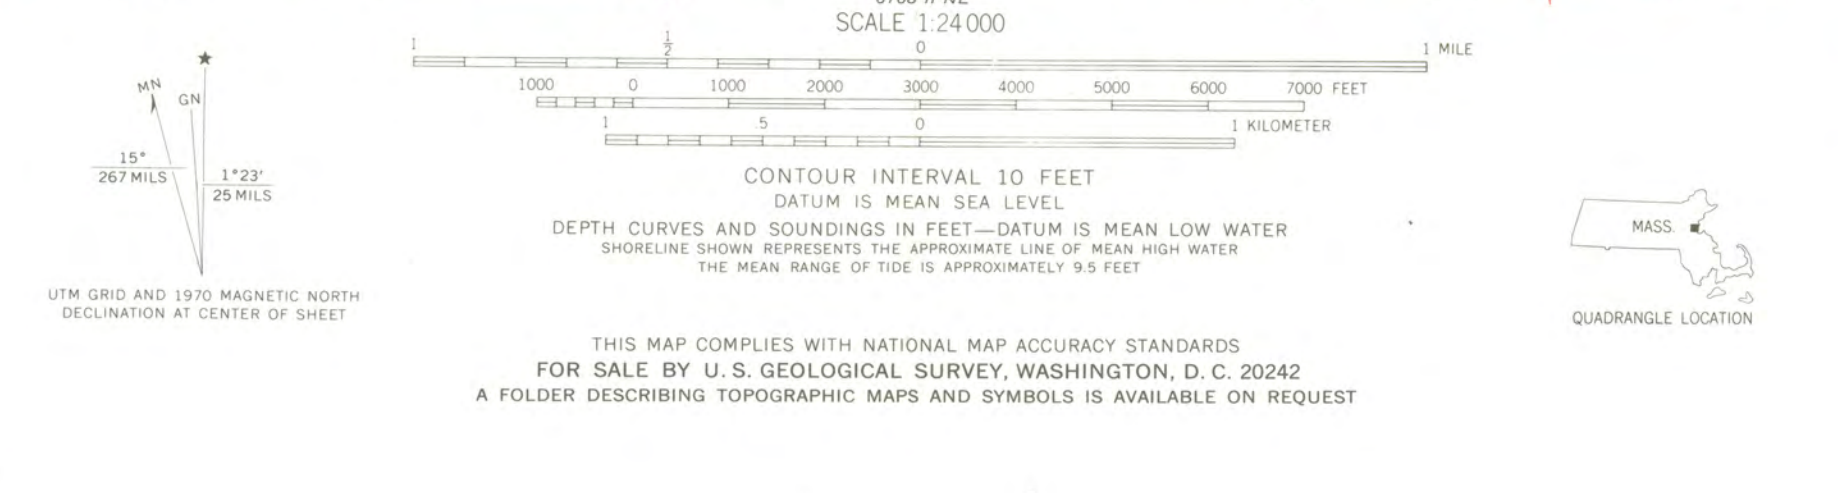 SCALE 1:24 000
1 1/2 0 1 MILE
1000 0 1000 2000 3000 4000 5000 6000 7000 FEET
1 .5 0 1 KILOMETER
CONTOUR INTERVAL 10 FEET
DATUM IS MEAN SEA LEVEL
DEPTH CURVES AND SOUNDINGS IN FEET—DATUM IS MEAN LOW WATER
SHORELINE SHOWN REPRESENTS THE APPROXIMATE LINE OF MEAN HIGH WATER
THE MEAN RANGE OF TIDE IS APPROXIMATELY 9.5 FEET
MN
GN
15°
267 MILS
1°23'
25 MILS
UTM GRID AND 1970 MAGNETIC NORTH
DECLINATION AT CENTER OF SHEET
MASS.
QUADRANGLE LOCATION
THIS MAP COMPLIES WITH NATIONAL MAP ACCURACY STANDARDS
FOR SALE BY U. S. GEOLOGICAL SURVEY, WASHINGTON, D. C. 20242
A FOLDER DESCRIBING TOPOGRAPHIC MAPS AND SYMBOLS IS AVAILABLE ON REQUEST